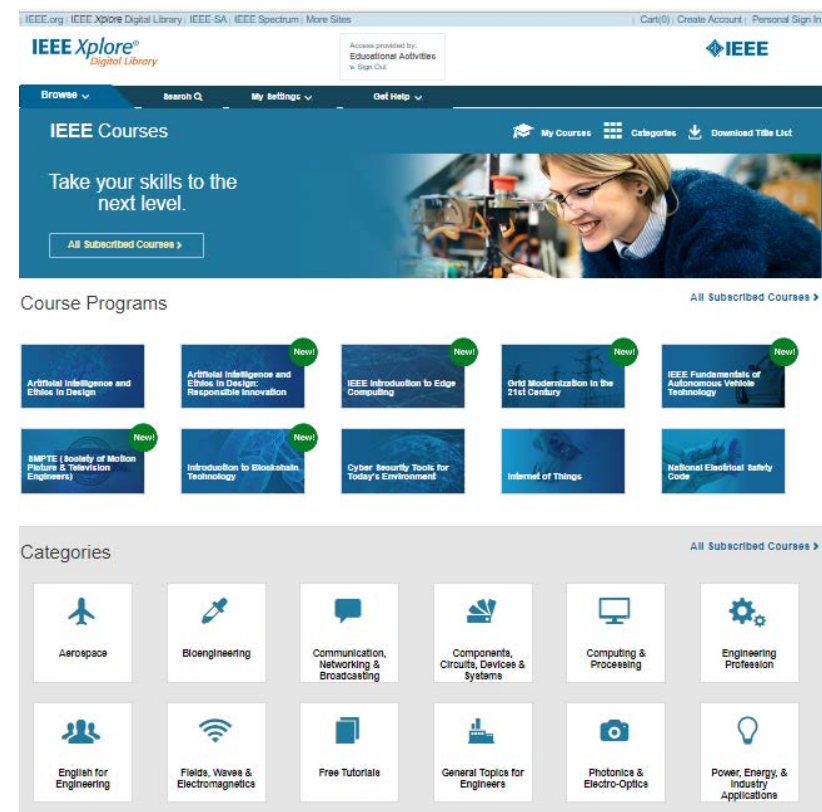 IEEE.org | IEEE Xplore Digital Library | IEEE-SA | IEEE Spectrum | More Sites
Cart(0) | Create Account | Personal Sign In
IEEE Xplore®
Digital Library
Access provided by:
Educational Activities
» Sign Out
IEEE
Browse
Search
My Settings
Get Help
IEEE Courses
My Courses
Categories
Download Title List
Take your skills to the
next level.
All Subscribed Courses >
Course Programs
All Subscribed Courses >
Artificial Intelligence and
Ethics in Design
New!
Artificial Intelligence and
Ethics in Design:
Responsible Innovation
New!
IEEE Introduction to Edge
Computing
New!
Grid Modernization in the
21st Century
New!
IEEE Fundamentals of
Autonomous Vehicle
Technology
New!
SMPTE (Society of Motion
Picture & Television
Engineers)
New!
Introduction to Blockchain
Technology
Cyber Security Tools for
Today's Environment
Internet of Things
National Electrical Safety
Code
Categories
All Subscribed Courses >
Aerospace
Bioengineering
Communication,
Networking &
Broadcasting
Components,
Circuits, Devices &
Systems
Computing &
Processing
Engineering
Profession
English for
Engineering
Fields, Waves &
Electromagnetics
Free Tutorials
General Topics for
Engineers
Photonics &
Electro-Optics
Power, Energy, &
Industry
Applications